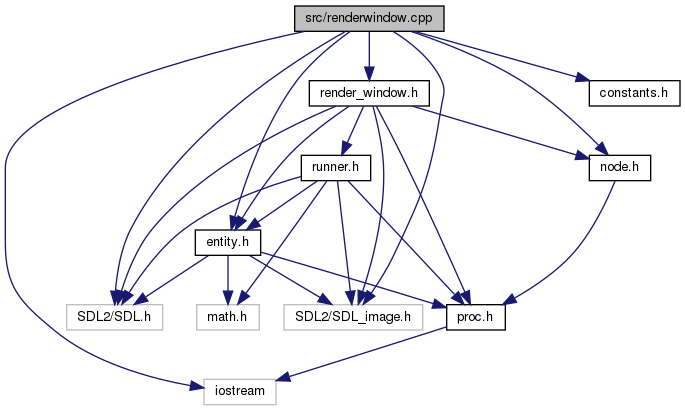 src/renderwindow.cpp
render_window.h
constants.h
runner.h
node.h
entity.h
SDL2/SDL.h
math.h
SDL2/SDL_image.h
proc.h
iostream